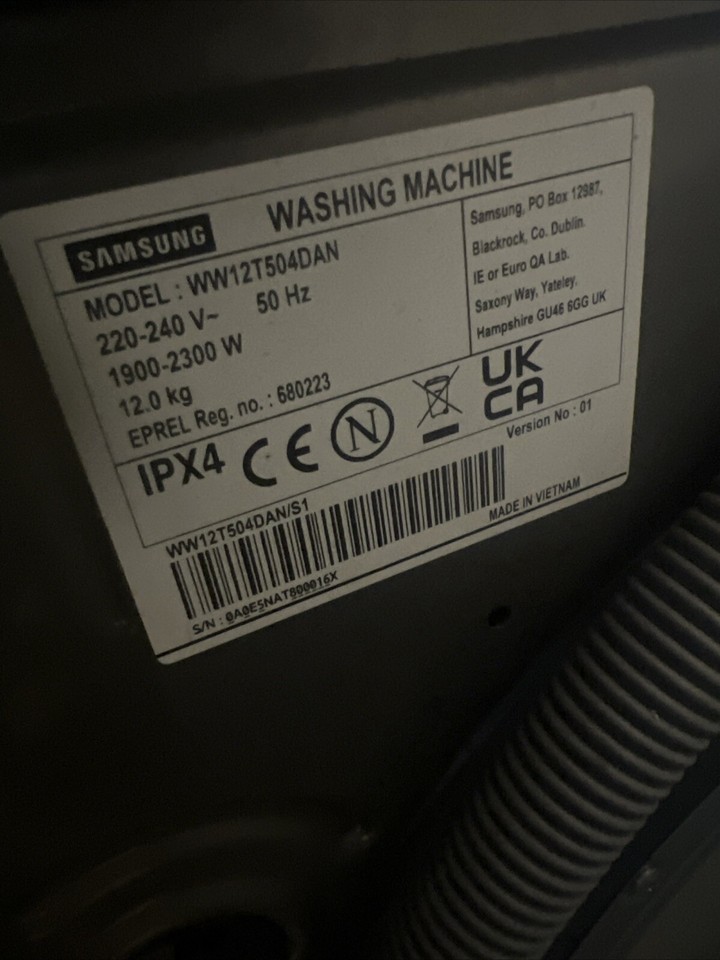 SAMSUNG WASHING MACHINE
MODEL : WW12T504DAN
220-240 V~ 50 Hz
1900-2300 W
12.0 kg
EPREL Reg. no. : 680223
Samsung, PO Box 12987,
Blackrock, Co. Dublin.
IE or Euro QA Lab.
Saxony Way, Yateley.
Hampshire GU46 6GG UK
IPX4 CE N UK
CA
Version No : 01
WW12T504DAN/S1
MADE IN VIETNAM
S/N : 0A0E5NAT800016X